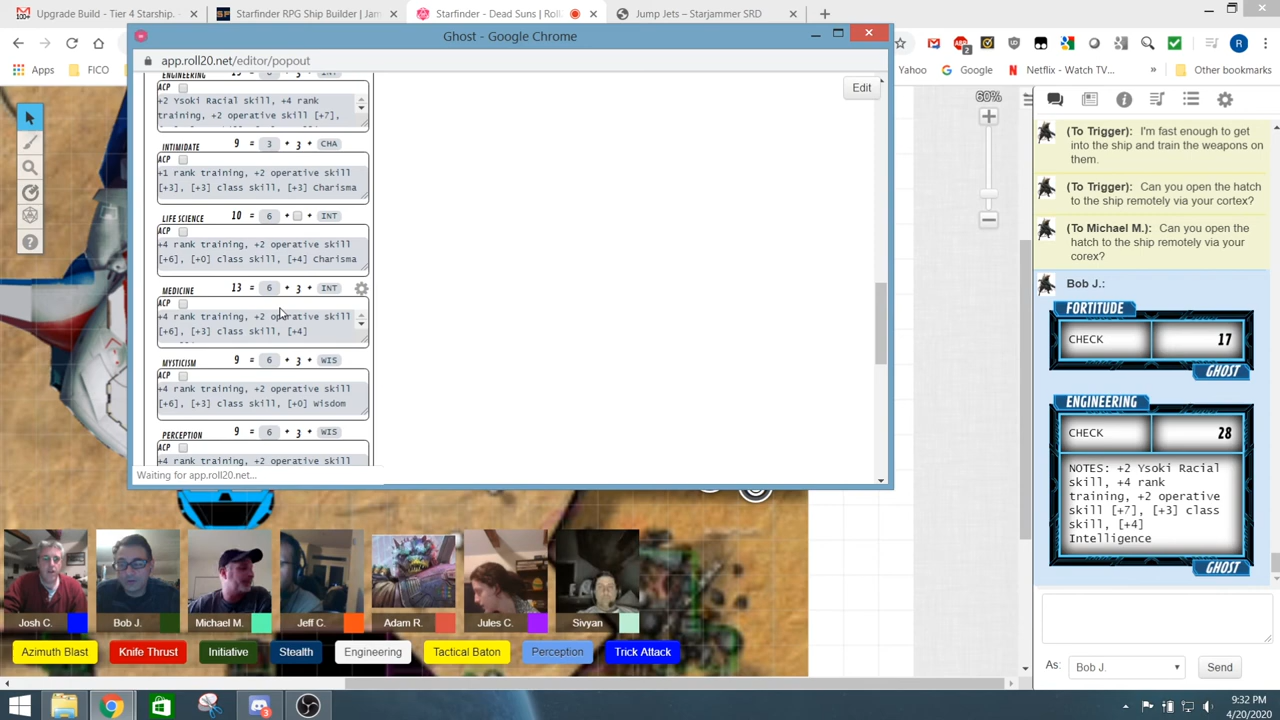 Gmail - Tier 4 Starship.
Starfinder RPG Ship Builder | Jam
Starfinder - Dead Suns | Roll
Jump Jets – Starjammer SRD
Ghost - Google Chrome
app.roll20.net/editor/popout
Apps
FICO
Yahoo
Google
Netflix - Watch TV...
»
Other bookmarks
Edit
60%
ENGINEERING
ACP
+2 Ysoki Racial skill, +4 rank
training, +2 operative skill [+7],
INTIMIDATE 9 = 3 + 3 + CHA
ACP
+1 rank training, +2 operative skill
[+3], [+3] class skill, [+3] Charisma
LIFE SCIENCE 10 = 6 + INT
ACP
+4 rank training, +2 operative skill
[+6], [+0] class skill, [+4] Charisma
MEDICINE 13 = 6 + 3 + INT
ACP
+4 rank training, +2 operative skill
[+6], [+3] class skill, [+4]
MYSTICISM 9 = 6 + 3 + WIS
ACP
+4 rank training, +2 operative skill
[+6], [+3] class skill, [+0] wisdom
PERCEPTION 9 = 6 + 3 + WIS
ACP
+4 rank training, +2 operative skill
Waiting for app.roll20.net...
(To Trigger): I'm fast enough to get
into the ship and train the weapons on
them.
(To Trigger): Can you open the hatch
to the ship remotely via your cortex?
(To Michael M.): Can you open the
hatch to the ship remotely via your
corex?
Bob J.:
FORTITUDE
CHECK 17
GHOST
ENGINEERING
CHECK 28
NOTES: +2 Ysoki Racial
skill, +4 rank
training, +2 operative
skill [+7], [+3] class
skill, [+4]
Intelligence
GHOST
As: Bob J.
Send
Josh C.
Bob J.
Michael M.
Jeff C.
Adam R.
Jules C.
Sivyan
Azimuth Blast
Knife Thrust
Initiative
Stealth
Engineering
Tactical Baton
Perception
Trick Attack
9:32 PM
4/20/2020